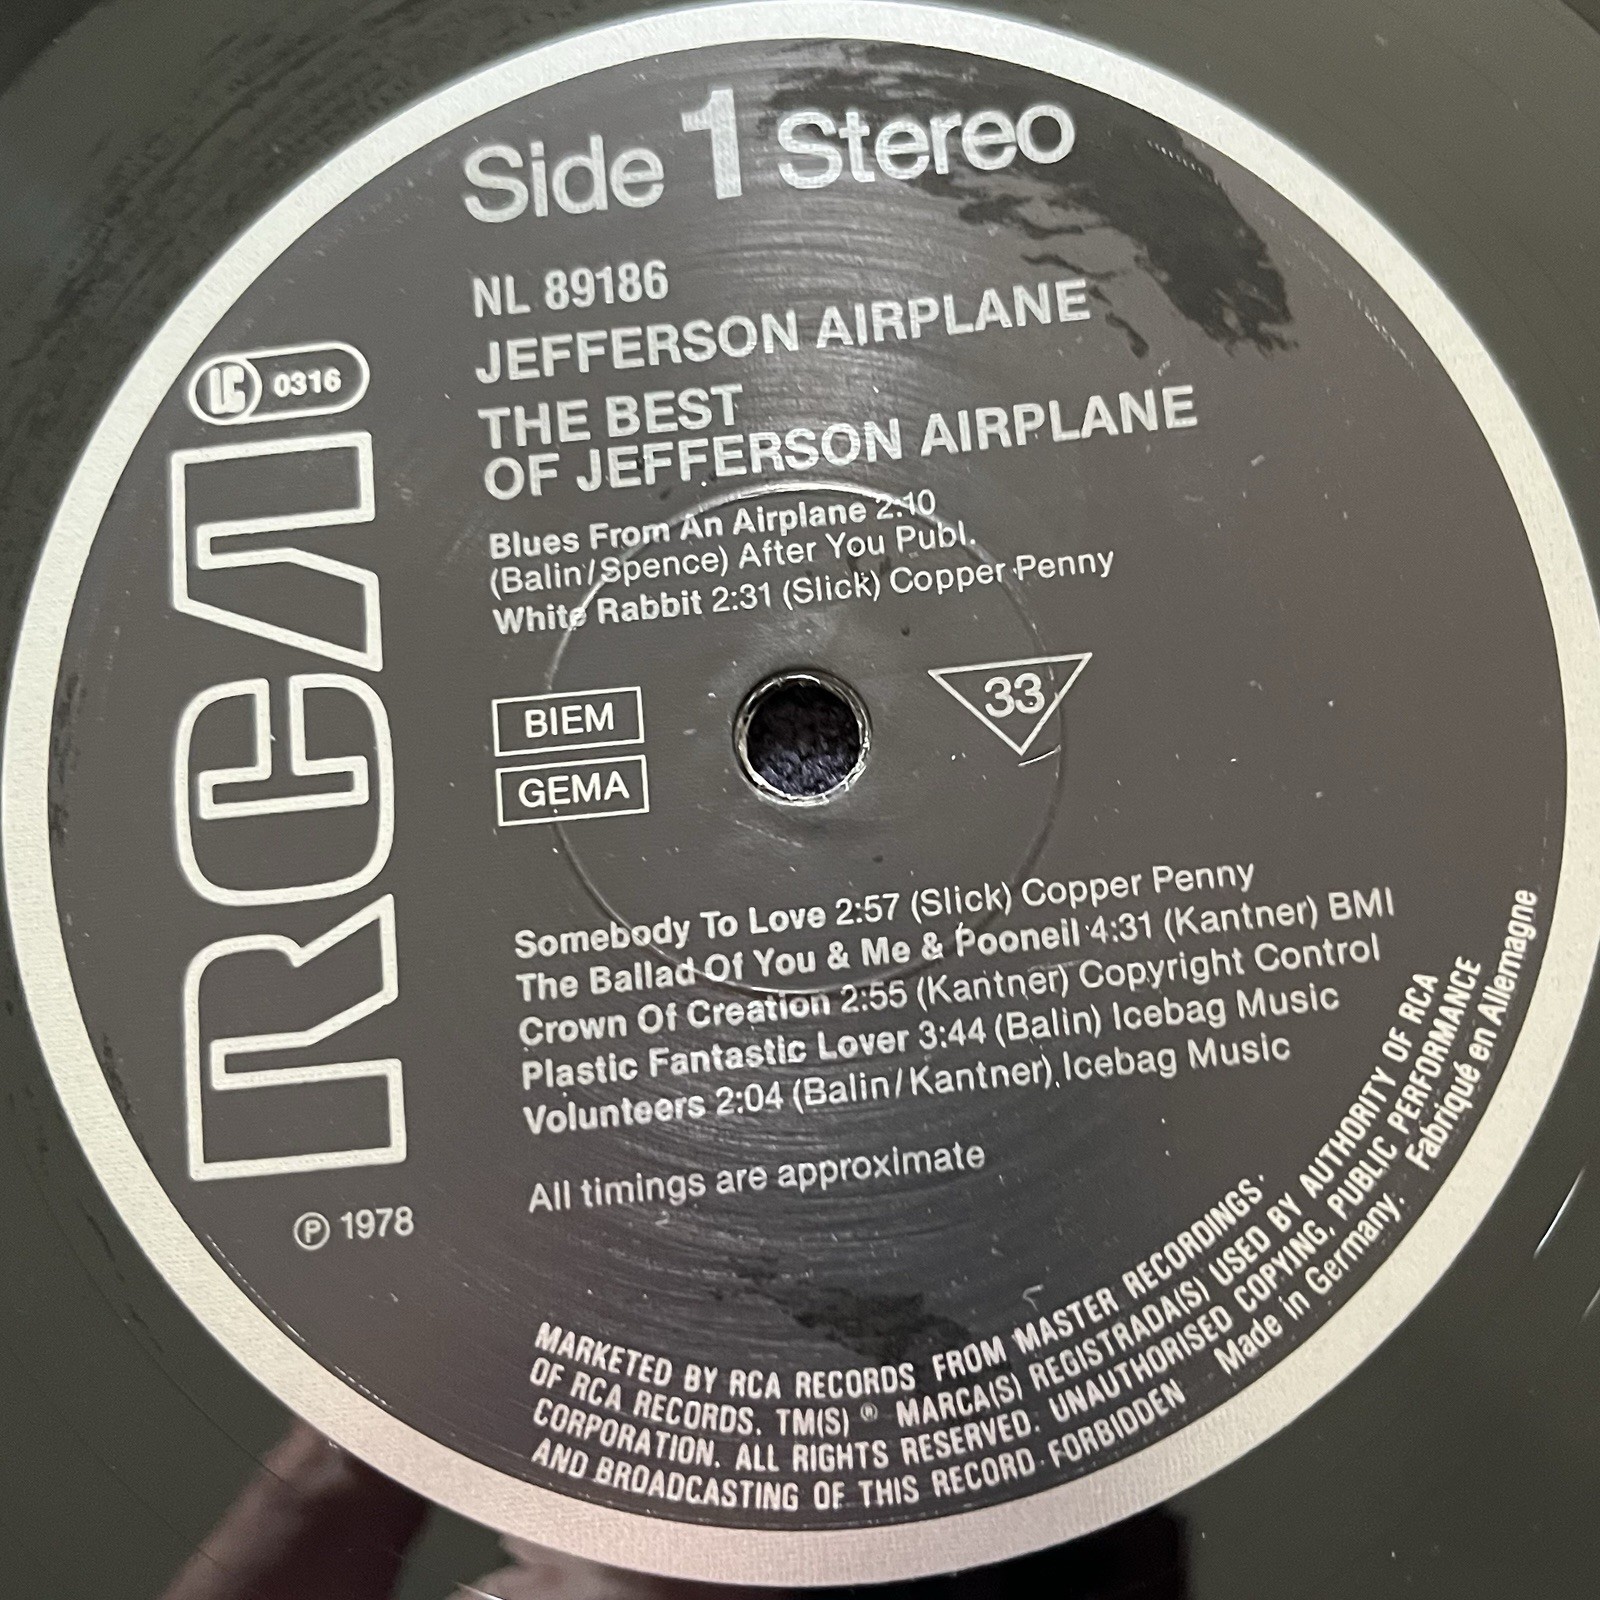 Side 1 Stereo
NL 89186
JEFFERSON AIRPLANE
LC 0316
THE BEST
OF JEFFERSON AIRPLANE
Blues From An Airplane 2:10
(Balin/Spence) After You Publ.
White Rabbit 2:31 (Slick) Copper Penny
RCA
BIEM
GEMA
33
Somebody To Love 2:57 (Slick) Copper Penny
The Ballad Of You & Me & Pooneil 4:31 (Kantner) BMI
Crown Of Creation 2:55 (Kantner) Copyright Control
Plastic Fantastic Lover 3:44 (Balin) Icebag Music
Volunteers 2:04 (Balin/Kantner) Icebag Music
All timings are approximate
℗ 1978
MARKETED BY RCA RECORDS FROM MASTER RECORDINGS
OF RCA RECORDS. TM(S) ® MARCA(S) REGISTRADA(S) USED BY AUTHORITY OF RCA
CORPORATION. ALL RIGHTS RESERVED. UNAUTHORISED COPYING, PUBLIC PERFORMANCE
AND BROADCASTING OF THIS RECORD FORBIDDEN Made in Germany. Fabriqué en Allemagne